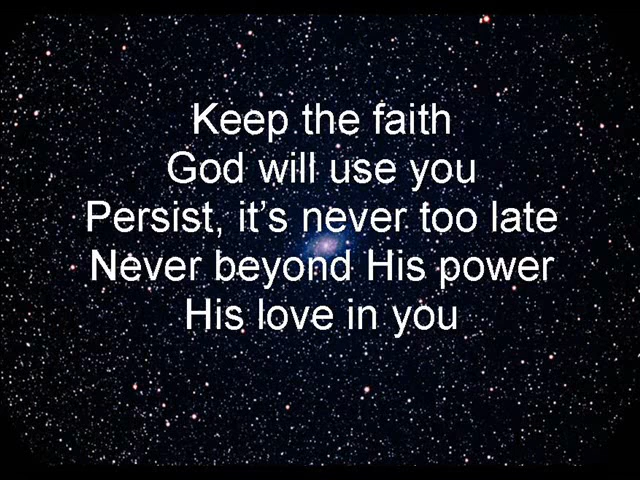 Keep the faith
God will use you
Persist, it’s never too late
Never beyond His power
His love in you